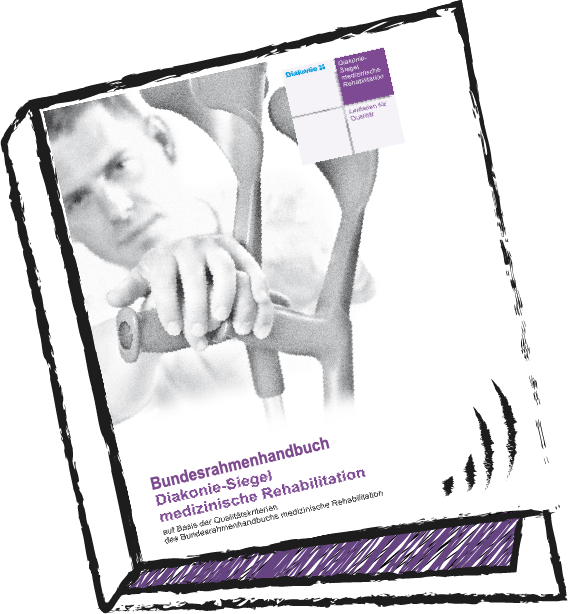 Diakonie
Diakonie-
Siegel
medizinische
Rehabilitation
Leitfaden für
Qualität
Bundesrahmenhandbuch
Diakonie-Siegel
medizinische Rehabilitation
auf Basis der Qualitätskriterien
des Bundesrahmenhandbuchs medizinische Rehabilitation